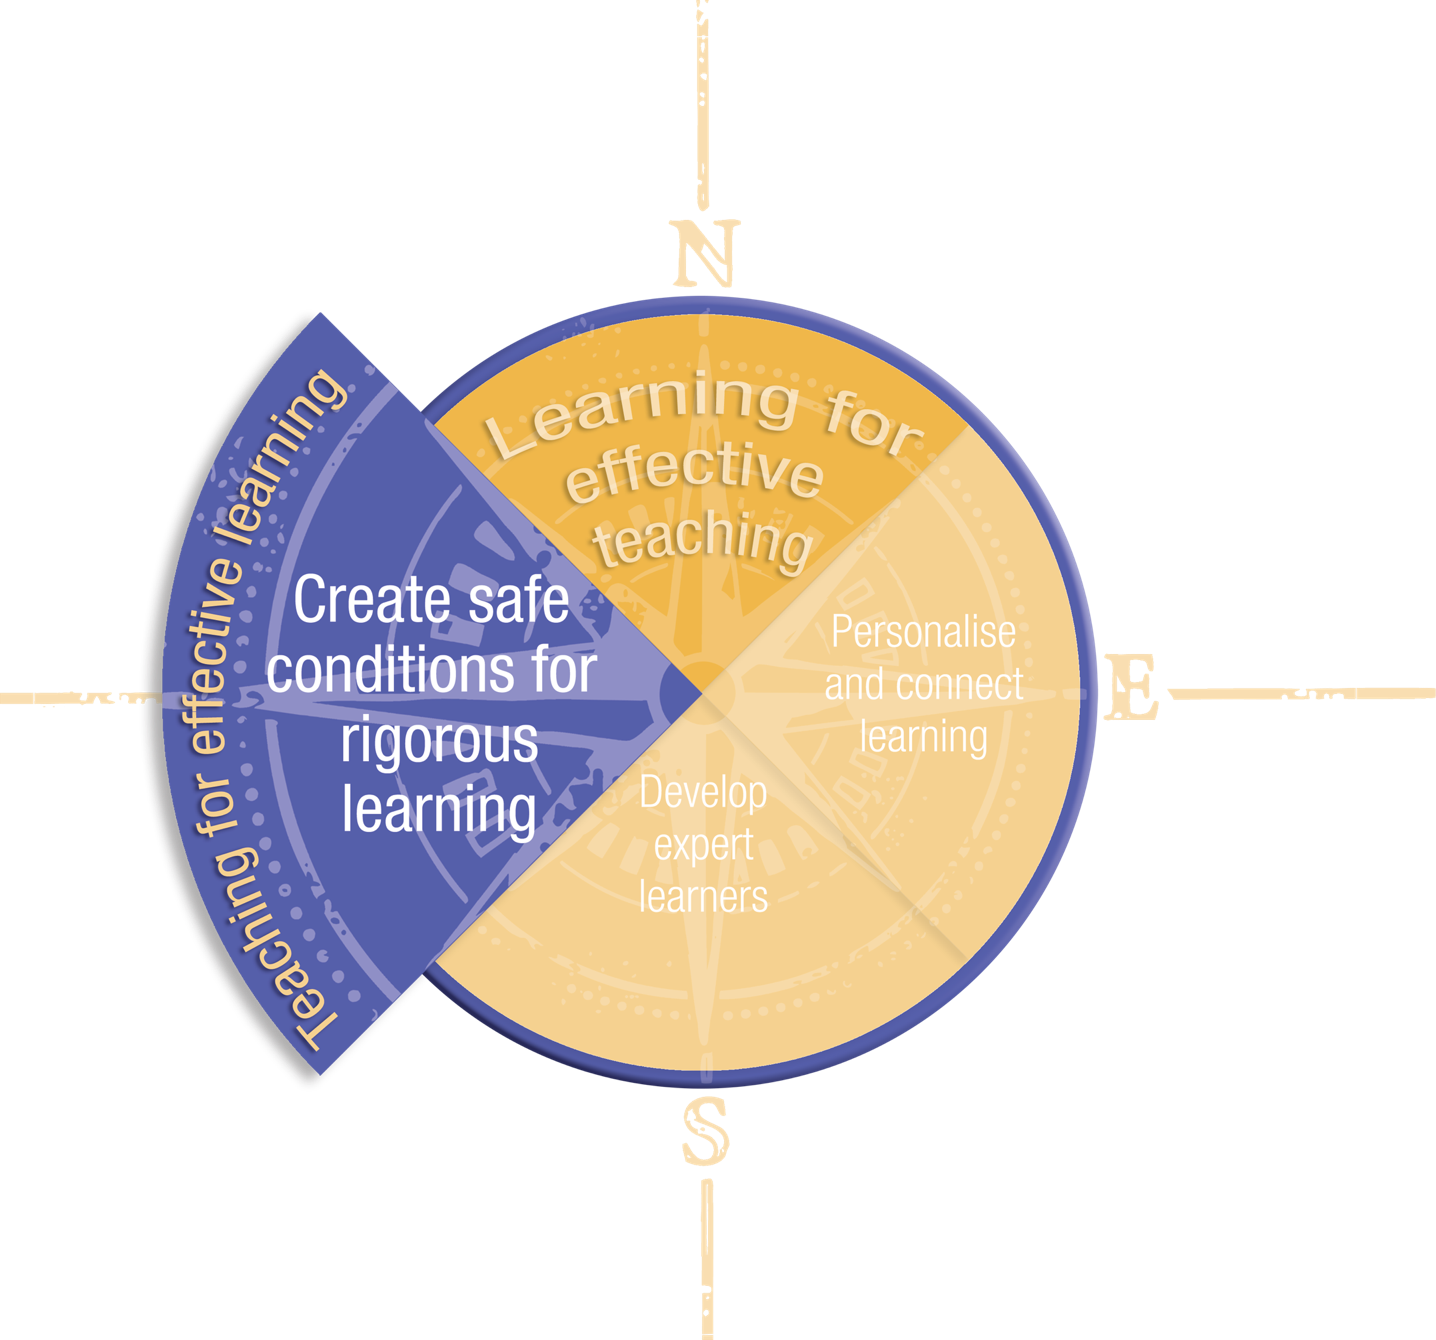 N
Learning for
effective
teaching
Teaching for effective learning
Create safe
conditions for
rigorous
learning
Personalise
and connect
learning
E
Develop
expert
learners
S